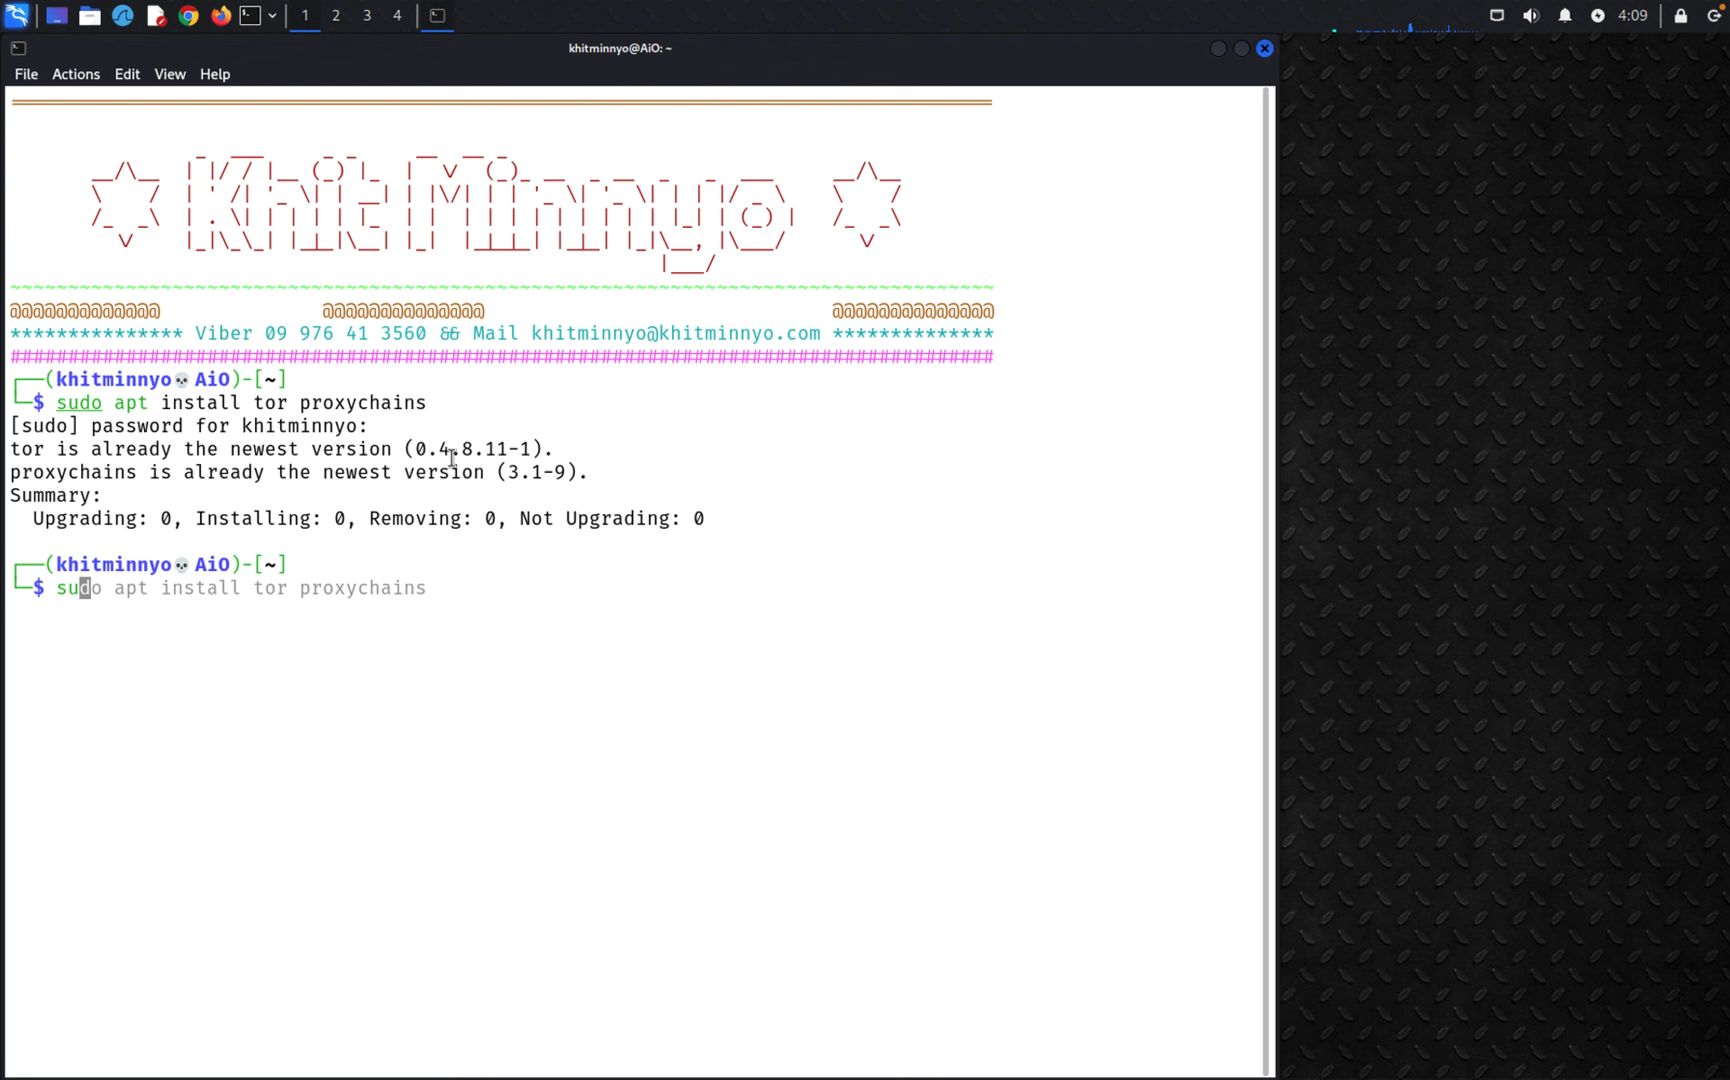 1 2 3 4 4:09
khitminnyo@AiO: ~
File Actions Edit View Help
Khit Minnyo
~~~~~~~~~~~~~~~~~~~~~~~~~~~~~~~~~~~~~~~~~~~~~~~~~~~~~~~~~~~~~~~~~~~~~~~~~~~~~~~~~~~~~
@@@@@@@@@@@@@ @@@@@@@@@@@@@@ @@@@@@@@@@@@@@
*************** Viber 09 976 41 3560 && Mail khitminnyo@khitminnyo.com **************
#####################################################################################
┌──(khitminnyo💀AiO)-[~]
└─$ sudo apt install tor proxychains
[sudo] password for khitminnyo:
tor is already the newest version (0.4.8.11-1).
proxychains is already the newest version (3.1-9).
Summary:
Upgrading: 0, Installing: 0, Removing: 0, Not Upgrading: 0
┌──(khitminnyo💀AiO)-[~]
└─$ sudo apt install tor proxychains